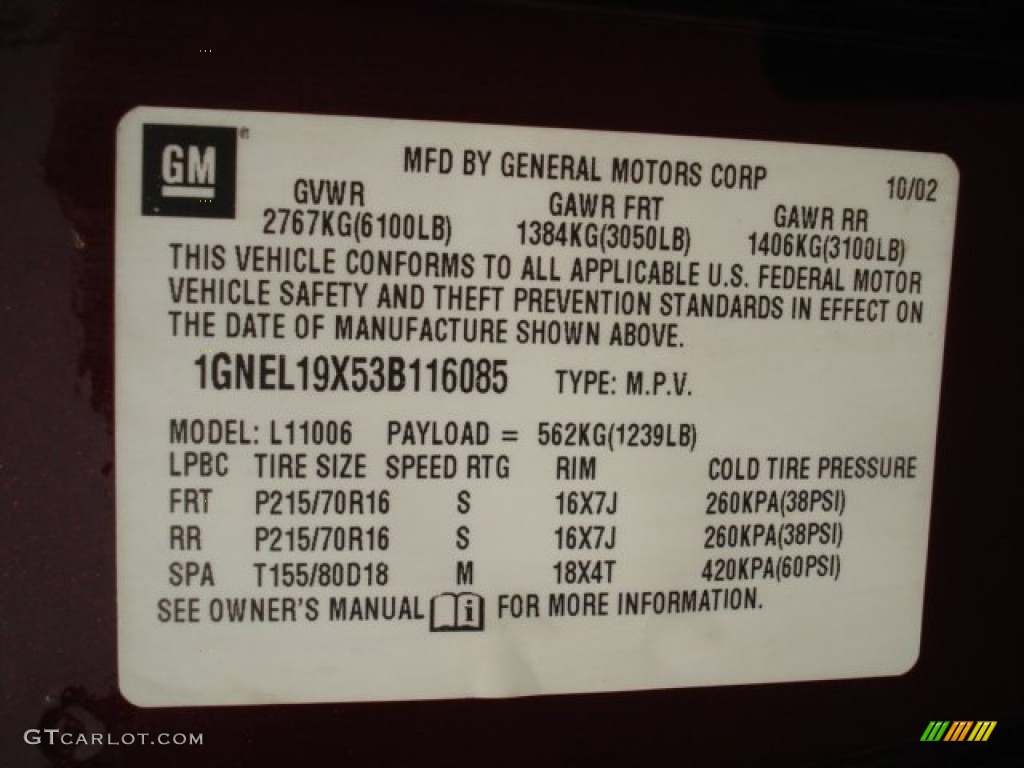 GM®
MFD BY GENERAL MOTORS CORP
10/02
GVWR GAWR FRT GAWR RR
2767KG(6100LB) 1384KG(3050LB) 1406KG(3100LB)
THIS VEHICLE CONFORMS TO ALL APPLICABLE U.S. FEDERAL MOTOR
VEHICLE SAFETY AND THEFT PREVENTION STANDARDS IN EFFECT ON
THE DATE OF MANUFACTURE SHOWN ABOVE.
1GNEL19X53B116085 TYPE: M.P.V.
MODEL: L11006 PAYLOAD = 562KG(1239LB)
LPBC TIRE SIZE SPEED RTG RIM COLD TIRE PRESSURE
FRT P215/70R16 S 16X7J 260KPA(38PSI)
RR P215/70R16 S 16X7J 260KPA(38PSI)
SPA T155/80D18 M 18X4T 420KPA(60PSI)
SEE OWNER'S MANUAL i FOR MORE INFORMATION.
GTCARLOT.COM